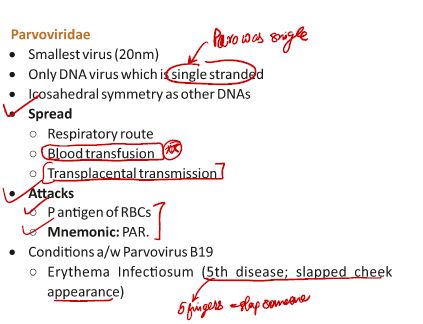 Paro was single
Parvoviridae
• Smallest virus (20nm)
• Only DNA virus which is single stranded
• Icosahedral symmetry as other DNAs
• Spread
○ Respiratory route
○ Blood transfusion **
○ Transplacental transmission
• Attacks
○ P antigen of RBCs
○ Mnemonic: PAR.
• Conditions a/w Parvovirus B19
○ Erythema Infectiosum (5th disease; slapped cheek
appearance)
5 fingers → slap someone